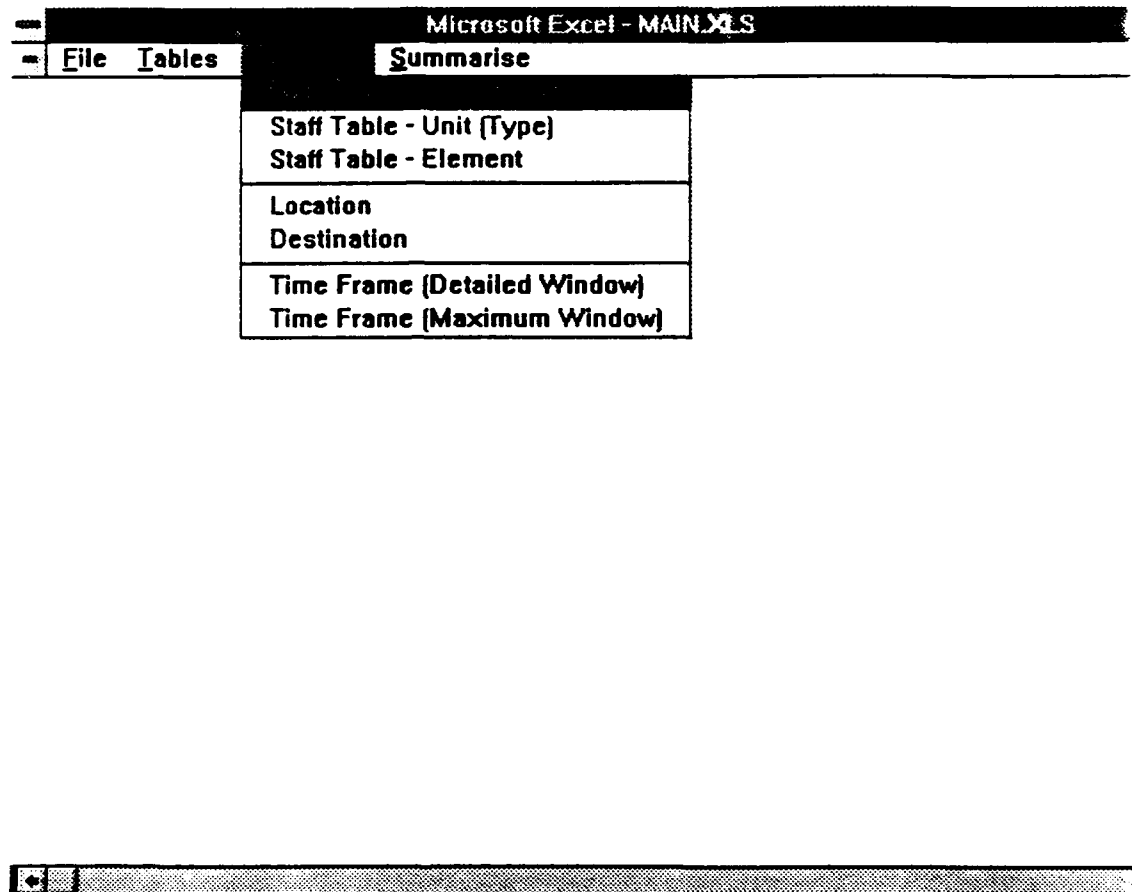 Microsoft Excel - MAIN.XLS
File Tables Summarise
Staff Table - Unit (Type)
Staff Table - Element
Location
Destination
Time Frame (Detailed Window)
Time Frame (Maximum Window)